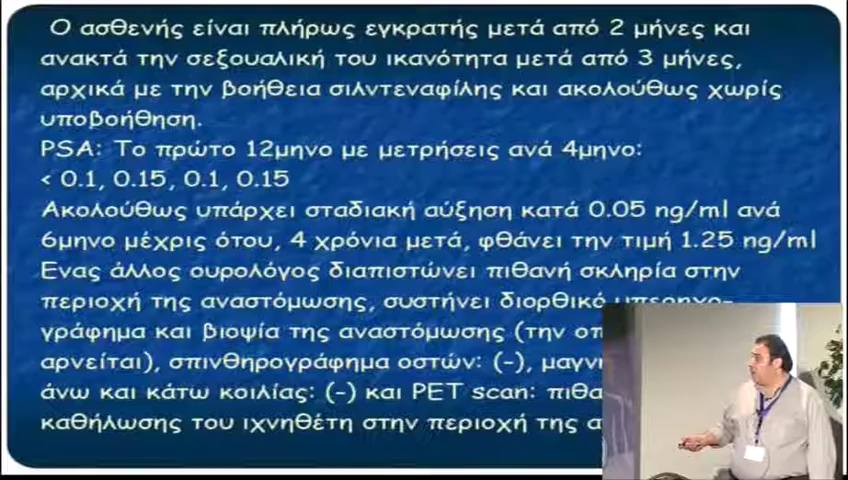 Ο ασθενής είναι πλήρως εγκρατής μετά από 2 μήνες και
ανακτά την σεξουαλική του ικανότητα μετά από 3 μήνες,
αρχικά με την βοήθεια σιλντεναφίλης και ακολούθως χωρίς
υποβοήθηση.
PSA: Το πρώτο 12μηνο με μετρήσεις ανά 4μηνο:
< 0.1, 0.15, 0.1, 0.15
Ακολούθως υπάρχει σταδιακή αύξηση κατά 0.05 ng/ml ανά
6μηνο μέχρις ότου, 4 χρόνια μετά, φθάνει την τιμή 1.25 ng/ml
Ενας άλλος ουρολόγος διαπιστώνει πιθανή σκληρία στην
περιοχή της αναστόμωσης, συστήνει διορθικό
γράφημα και βιοψία της αναστόμωσης (την
αρνείται), σπινθηρογράφημα οστών: (-),
άνω και κάτω κοιλίας: (-) και PET scan:
καθήλωσης του ιχνηθέτη στην περιοχή της